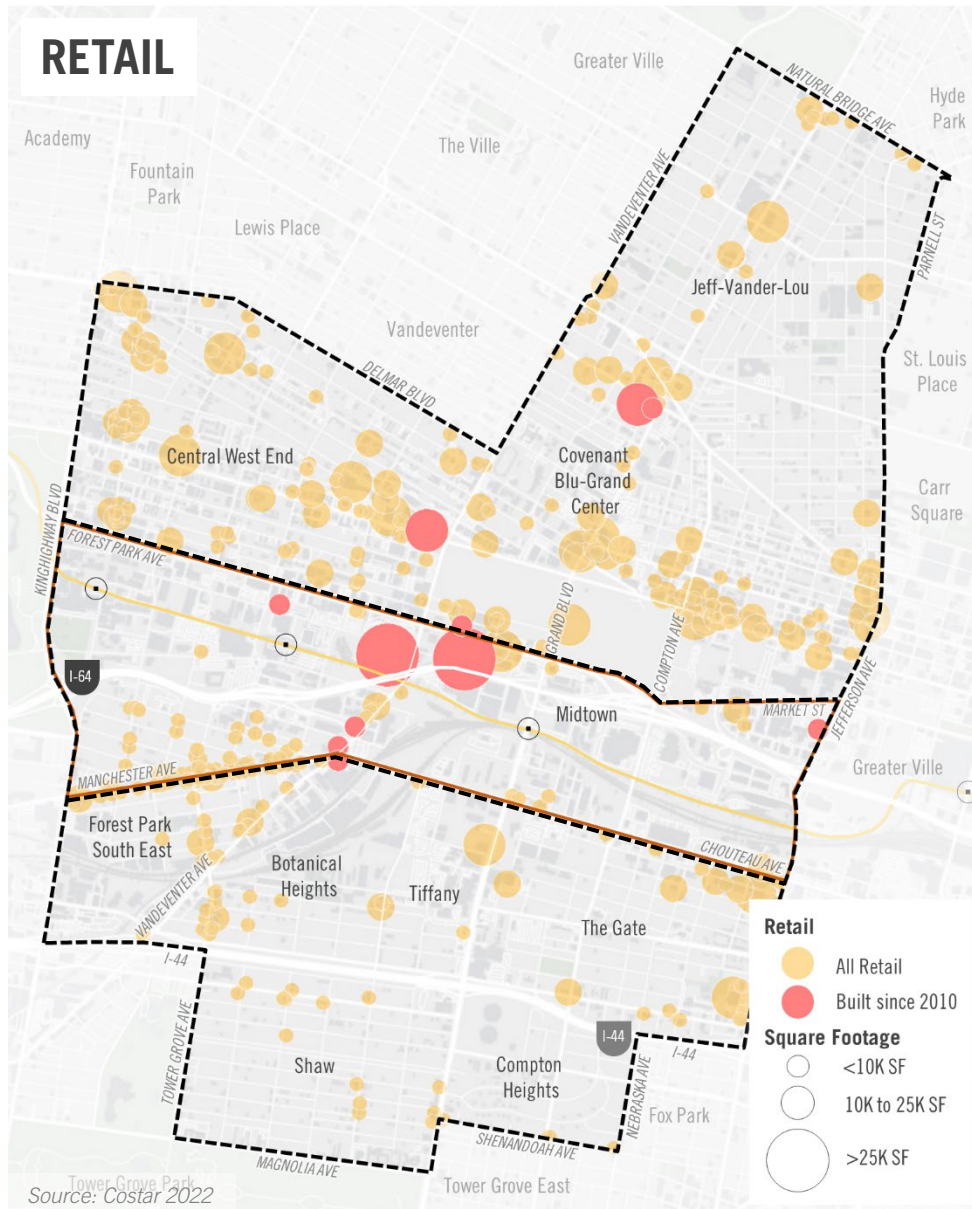 RETAIL
Greater Ville
NATURAL BRIDGE AVE
Hyde
Park
Academy
The Ville
Fountain
Park
VANDEVENTER AVE
Lewis Place
PARNELL ST
Jeff-Vander-Lou
Vandeventer
DELMAR BLVD
St. Louis
Place
Central West End
Covenant
Blu-Grand
Center
Carr
Square
KINGHIGHWAY BLVD
FOREST PARK AVE
GRAND BLVD
COMPTON AVE
I-64
Midtown
MARKET ST
JEFFERSON AVE
MANCHESTER AVE
Greater Ville
Forest Park
South East
CHOUTEAU AVE
Botanical
Heights
Tiffany
VANDEVENTER AVE
The Gate
I-44
TOWER GROVE AVE
I-44
I-44
Shaw
Compton
Heights
NEBRASKA AVE
Fox Park
SHENANDOAH AVE
MAGNOLIA AVE
Tower Grove Park
Tower Grove East
Source: Costar 2022
Retail
All Retail
Built since 2010
Square Footage
<10K SF
10K to 25K SF
>25K SF